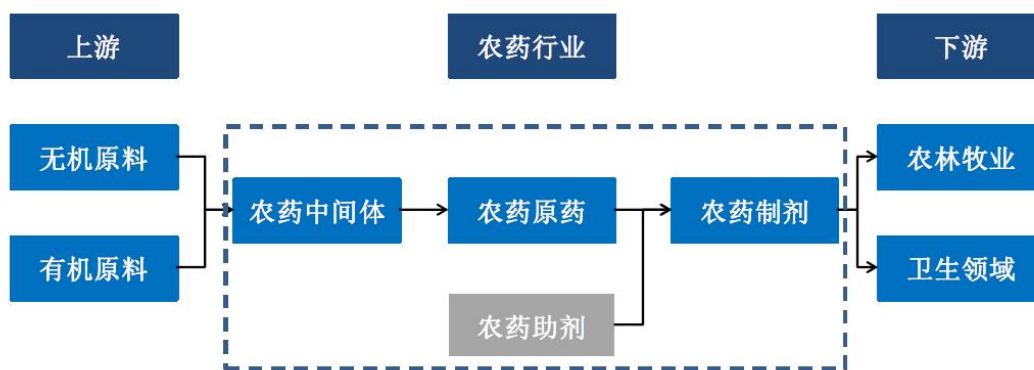 上游
农药行业
下游
无机原料
农林牧业
农药中间体
农药原药
农药制剂
有机原料
卫生领域
农药助剂